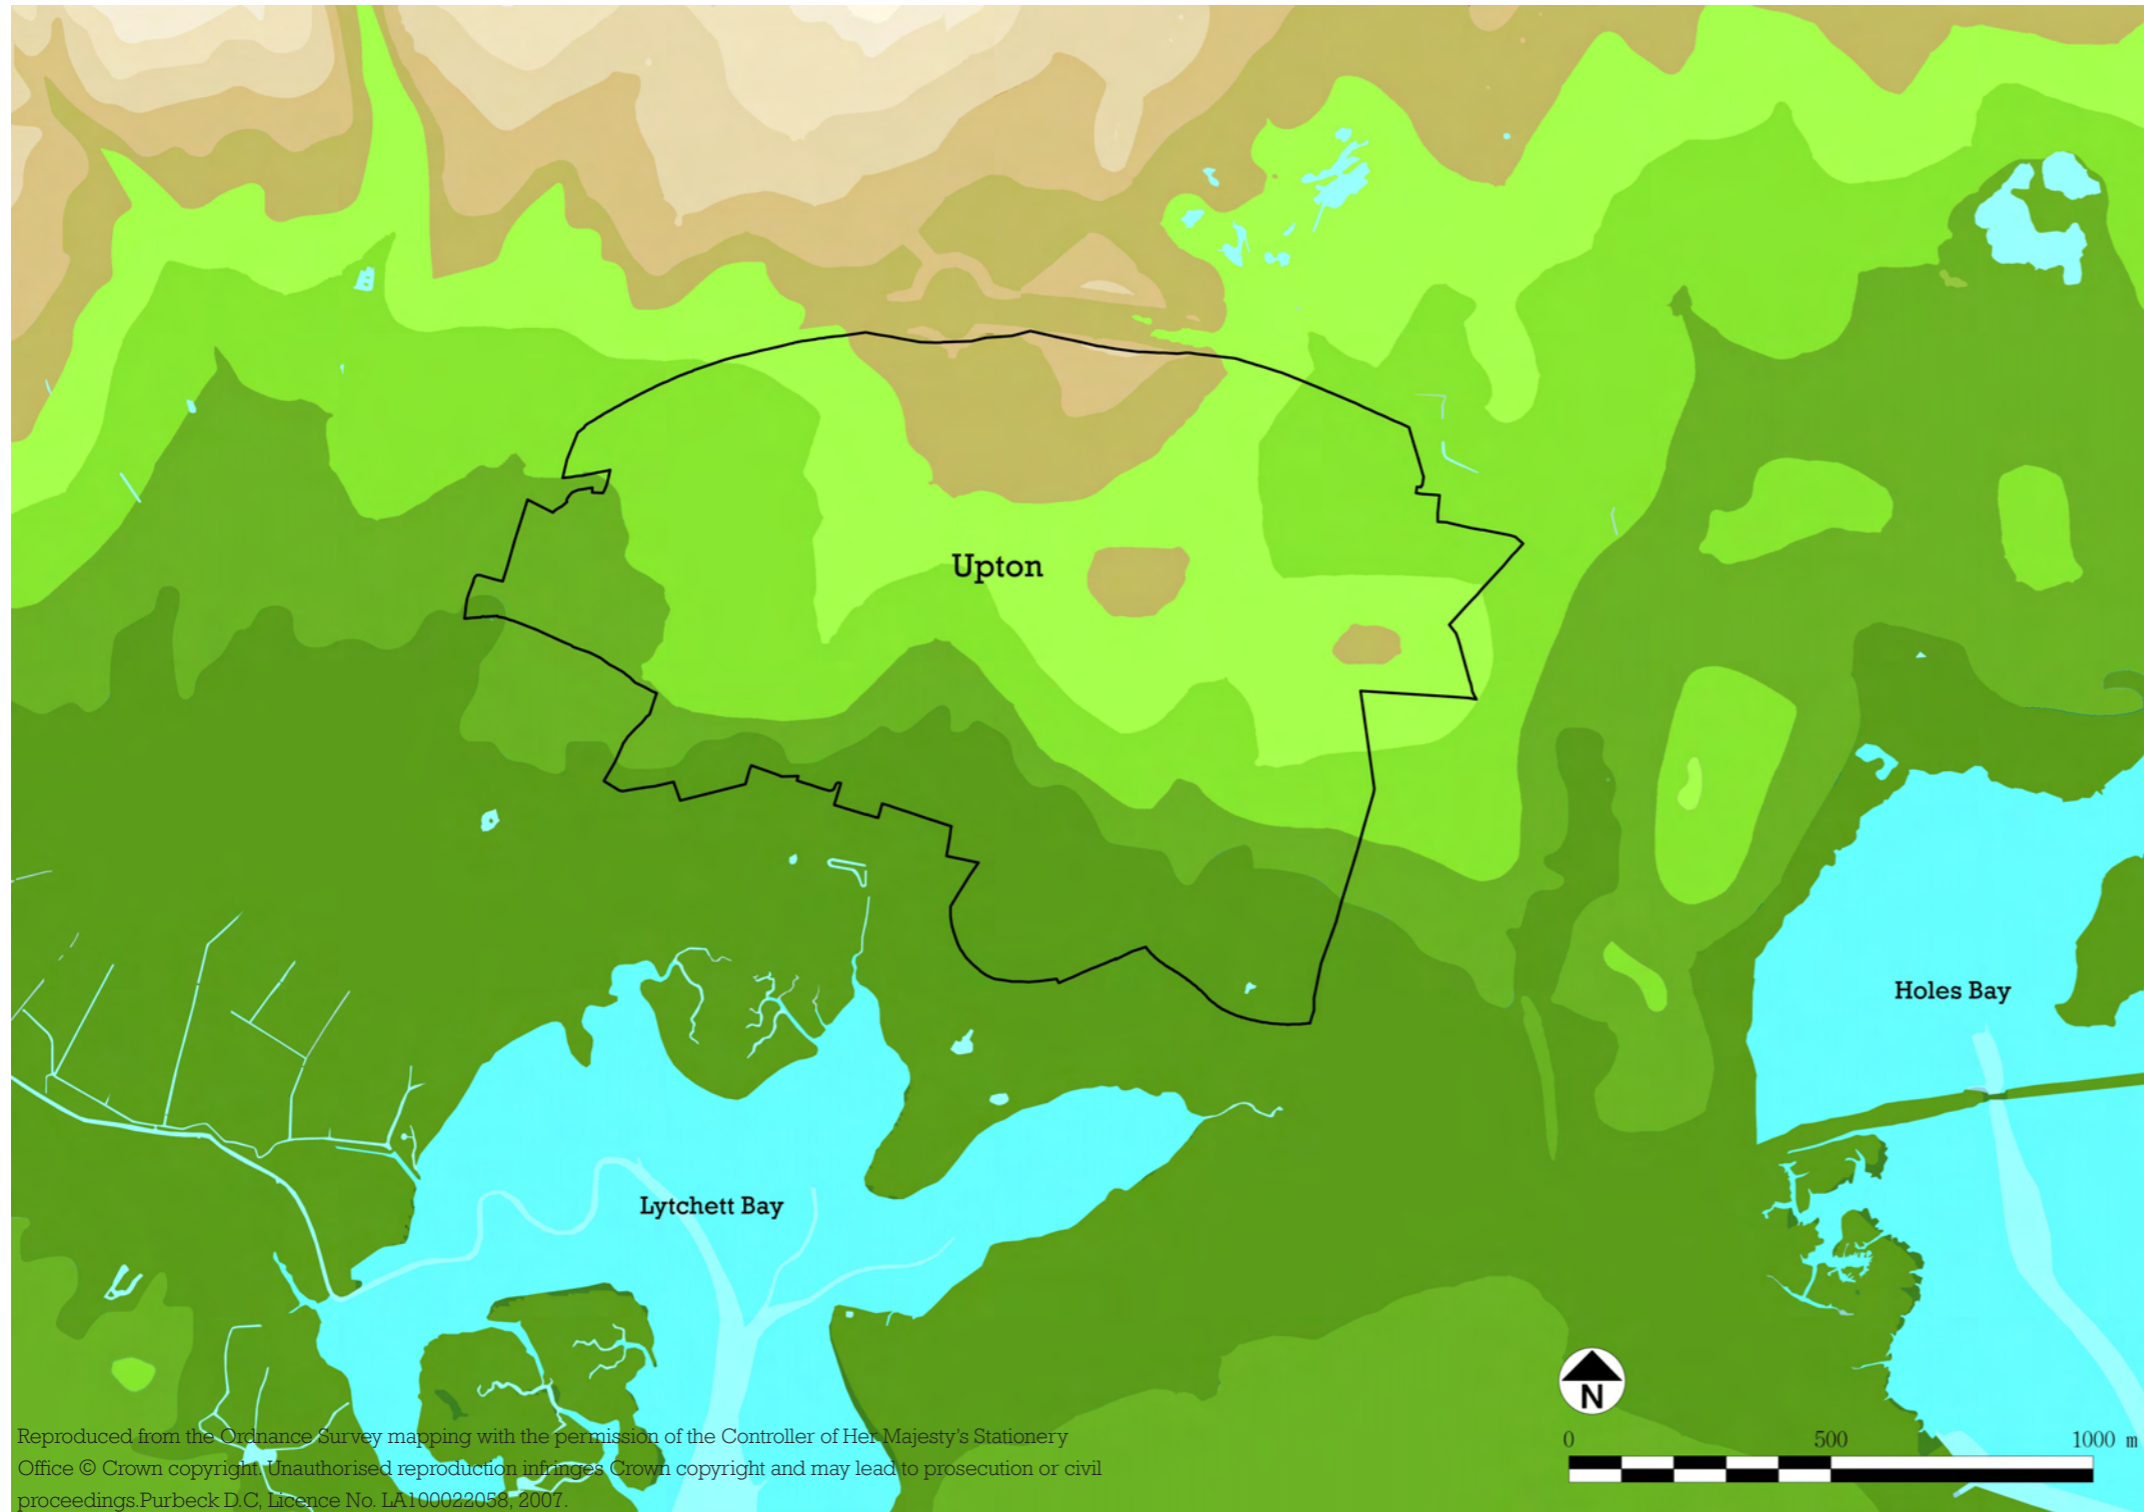 Upton
Holes Bay
Lytchett Bay
N
0 500 1000 m
Reproduced from the Ordnance Survey mapping with the permission of the Controller of Her Majesty's Stationery
Office © Crown copyright. Unauthorised reproduction infringes Crown copyright and may lead to prosecution or civil
proceedings.Purbeck D.C, Licence No. LA100022058, 2007.